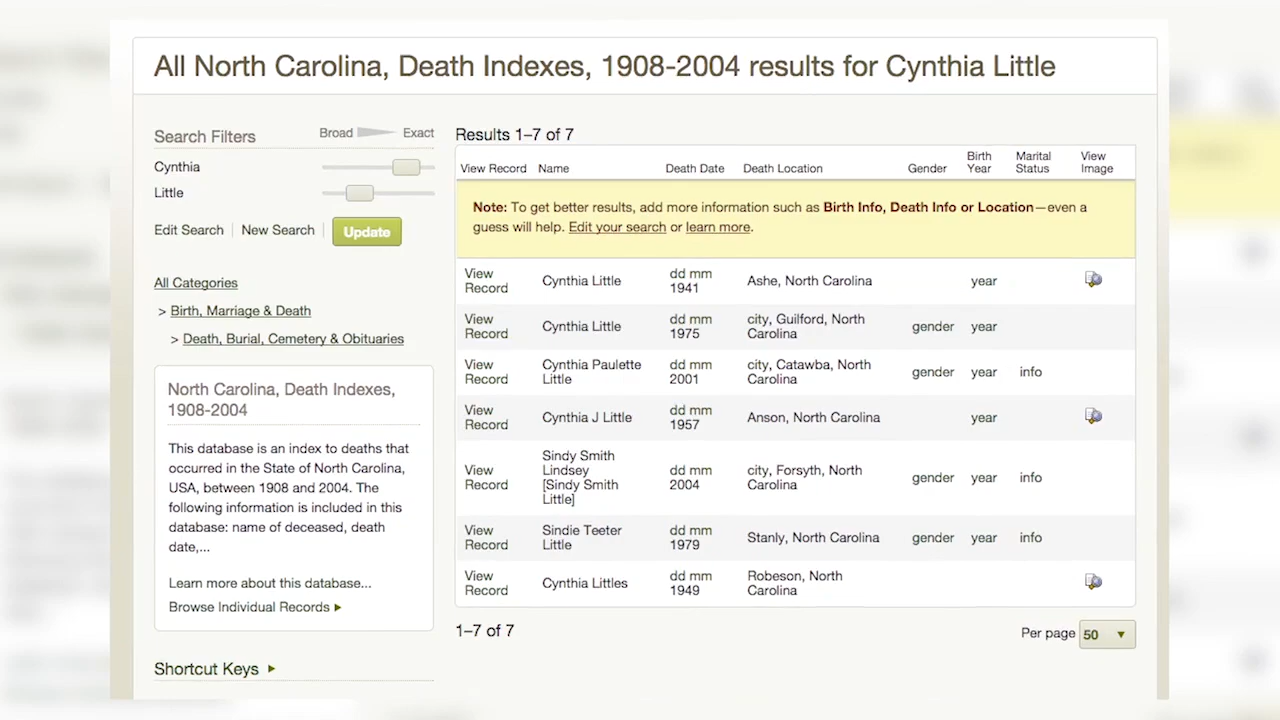 All North Carolina, Death Indexes, 1908-2004 results for Cynthia Little
Search Filters
Broad Exact
Cynthia
Little
Edit Search New Search Update
All Categories
> Birth, Marriage & Death
> Death, Burial, Cemetery & Obituaries
North Carolina, Death Indexes,
1908-2004
This database is an index to deaths that
occurred in the State of North Carolina,
USA, between 1908 and 2004. The
following information is included in this
database: name of deceased, death
date,...
Learn more about this database...
Browse Individual Records
Shortcut Keys
Results 1–7 of 7
View Record Name Death Date Death Location Gender Birth Year Marital Status View Image
Note: To get better results, add more information such as Birth Info, Death Info or Location—even a
guess will help. Edit your search or learn more.
View Record Cynthia Little dd mm 1941 Ashe, North Carolina year
View Record Cynthia Little dd mm 1975 city, Guilford, North Carolina gender year
View Record Cynthia Paulette Little dd mm 2001 city, Catawba, North Carolina gender year info
View Record Cynthia J Little dd mm 1957 Anson, North Carolina year
View Record Sindy Smith Lindsey [Sindy Smith Little] dd mm 2004 city, Forsyth, North Carolina gender year info
View Record Sindie Teeter Little dd mm 1979 Stanly, North Carolina gender year info
View Record Cynthia Littles dd mm 1949 Robeson, North Carolina
1–7 of 7
Per page 50